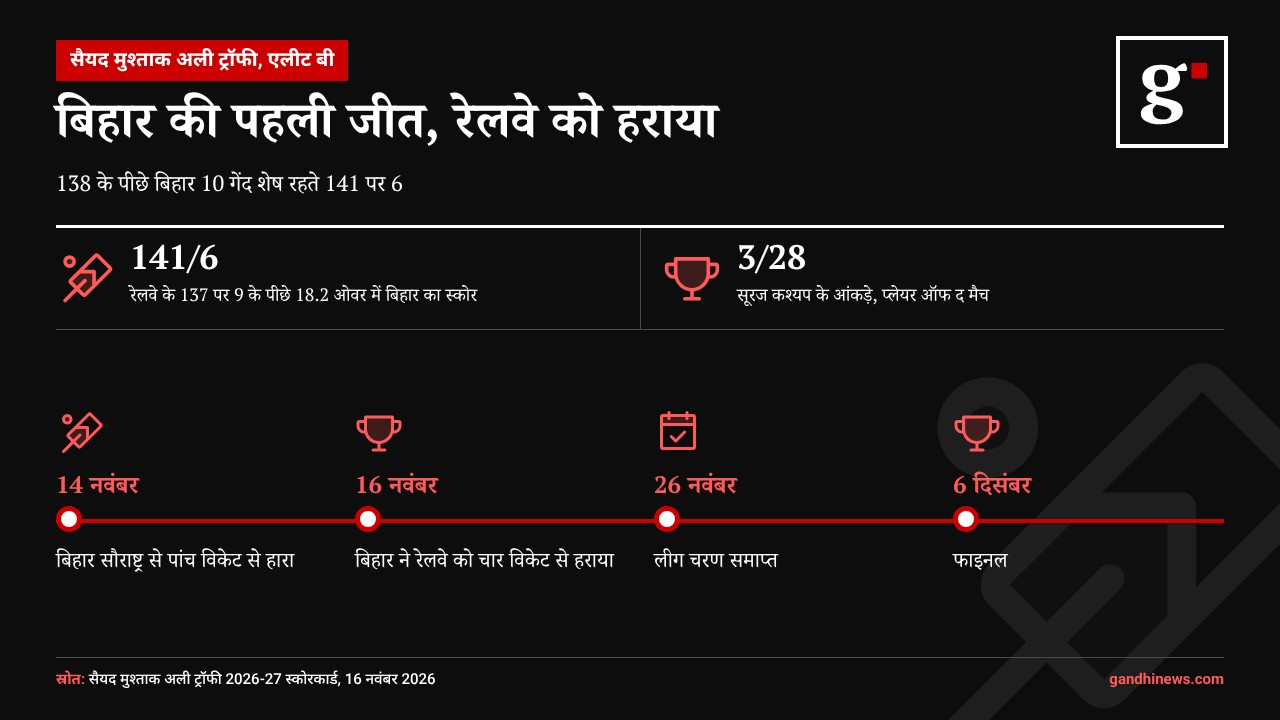 सैयद मुश्ताक अली ट्रॉफी, एलीट बी
बिहार की पहली जीत, रेलवे को हराया
138 के पीछे बिहार 10 गेंद शेष रहते 141 पर 6
g
141/6
रेलवे के 137 पर 9 के पीछे 18.2 ओवर में बिहार का स्कोर
3/28
सूरज कश्यप के आंकड़े, प्लेयर ऑफ द मैच
14 नवंबर
बिहार सौराष्ट्र से पांच विकेट से हारा
16 नवंबर
बिहार ने रेलवे को चार विकेट से हराया
26 नवंबर
लीग चरण समाप्त
6 दिसंबर
फाइनल
स्रोत: सैयद मुश्ताक अली ट्रॉफी 2026-27 स्कोरकार्ड, 16 नवंबर 2026
gandhinews.com